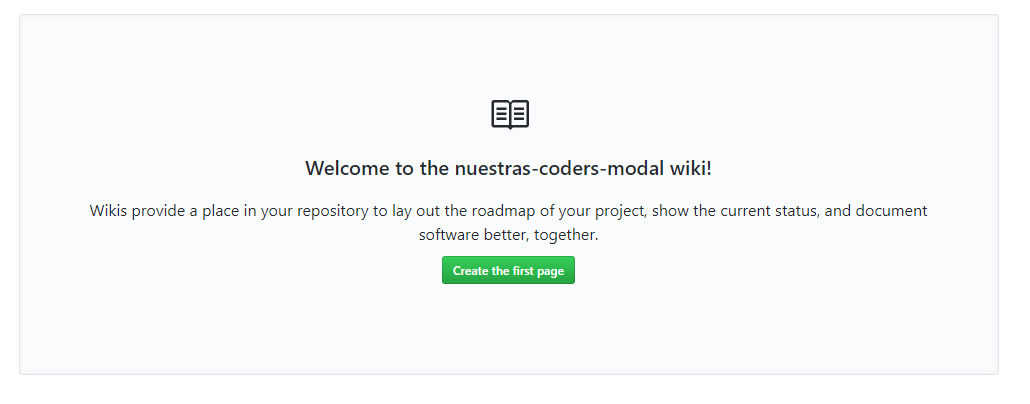 Welcome to the nuestras-coders-modal wiki!
Wikis provide a place in your repository to lay out the roadmap of your project, show the current status, and document
software better, together.
Create the first page